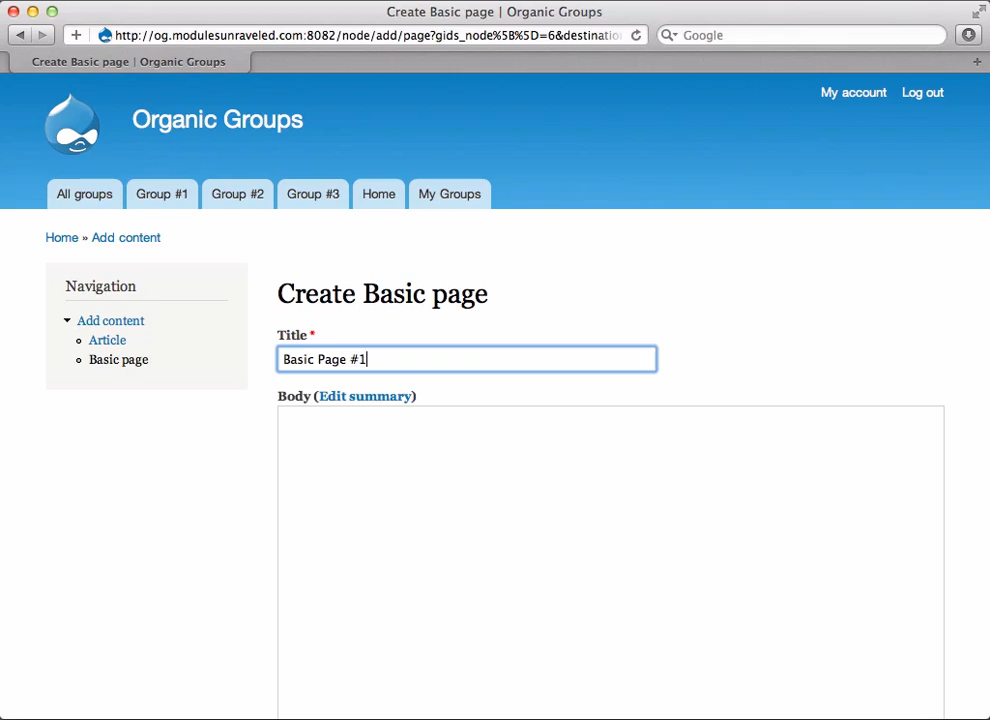 Create Basic page | Organic Groups
http://og.modulesunraveled.com:8082/node/add/page?gids_node%5B%5D=6&destinatio
Google
Create Basic page | Organic Groups
My account Log out
Organic Groups
All groups Group #1 Group #2 Group #3 Home My Groups
Home » Add content
Navigation
Add content
Article
Basic page
Create Basic page
Title *
Basic Page #1
Body (Edit summary)